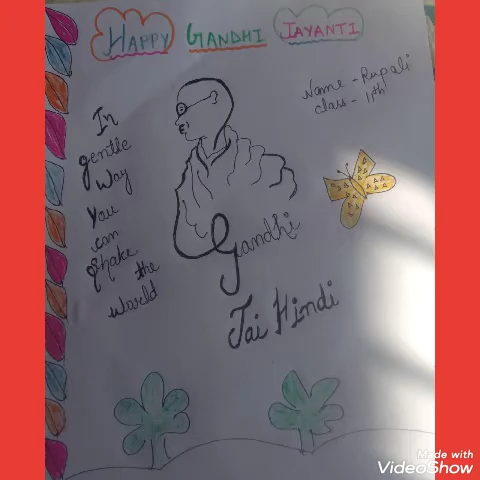 HAPPY GANDHI JAYANTI
Name - Rupali
class - 11th
In
gentle
way
you
can
Shake
the
world
Gandhi
Jai Hindi
Made with
VideoShow